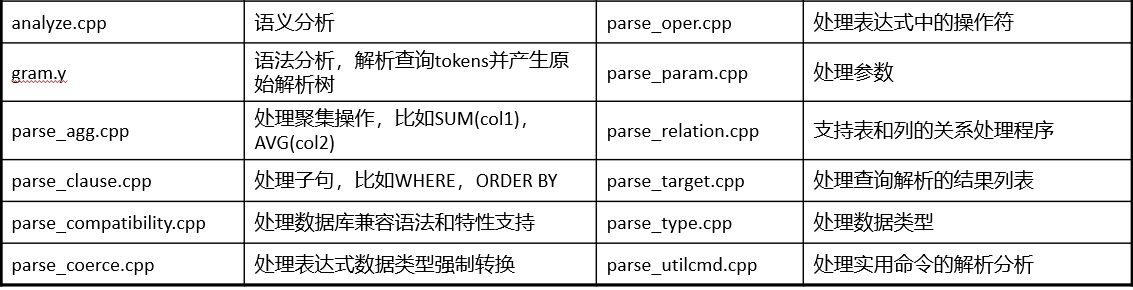 analyze.cpp
语义分析
parse_oper.cpp
处理表达式中的操作符
gram.y
语法分析，解析查询tokens并产生原
始解析树
parse_param.cpp
处理参数
parse_agg.cpp
处理聚集操作，比如SUM(col1)，
AVG(col2)
parse_relation.cpp
支持表和列的关系处理程序
parse_clause.cpp
处理子句，比如WHERE，ORDER BY
parse_target.cpp
处理查询解析的结果列表
parse_compatibility.cpp
处理数据库兼容语法和特性支持
parse_type.cpp
处理数据类型
parse_coerce.cpp
处理表达式数据类型强制转换
parse_utilcmd.cpp
处理实用命令的解析分析